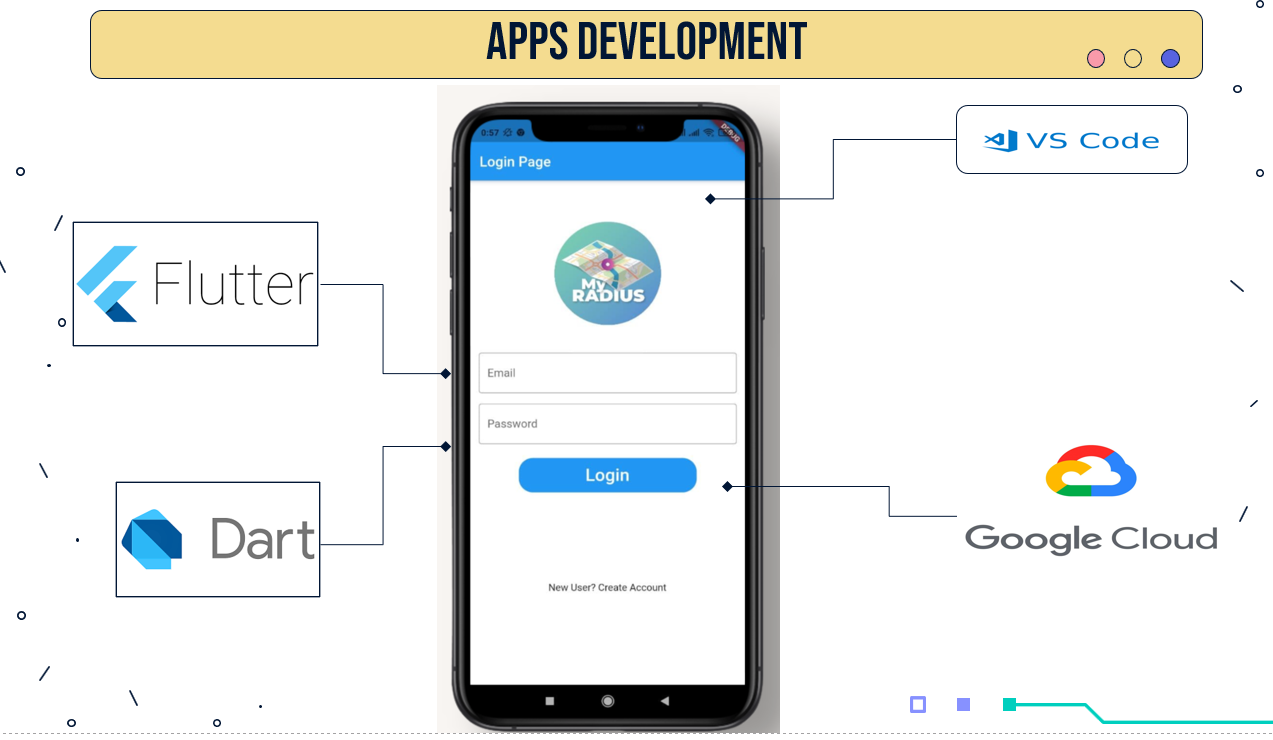 APPS DEVELOPMENT
0:57
Login Page
VS Code
My
RADIUS
Flutter
Email
Password
Login
Dart
Google Cloud
New User? Create Account